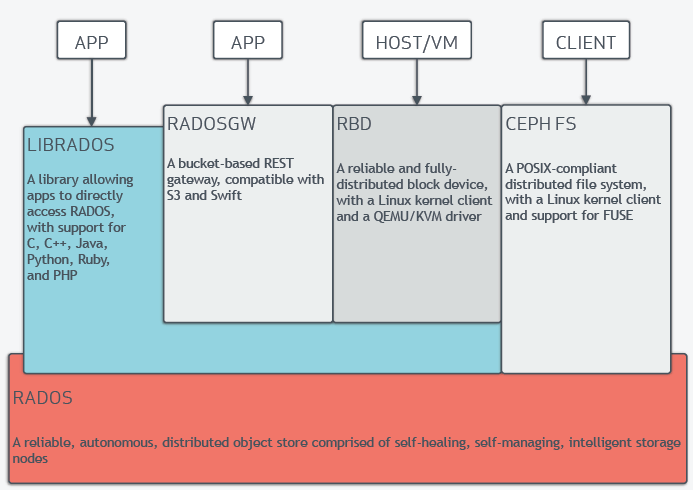 APP
APP
HOST/VM
CLIENT
LIBRADOS
A library allowing
apps to directly
access RADOS,
with support for
C, C++, Java,
Python, Ruby,
and PHP
RADOSGW
A bucket-based REST
gateway, compatible with
S3 and Swift
RBD
A reliable and fully-
distributed block device,
with a Linux kernel client
and a QEMU/KVM driver
CEPH FS
A POSIX-compliant
distributed file system,
with a Linux kernel client
and support for FUSE
RADOS
A reliable, autonomous, distributed object store comprised of self-healing, self-managing, intelligent storage
nodes